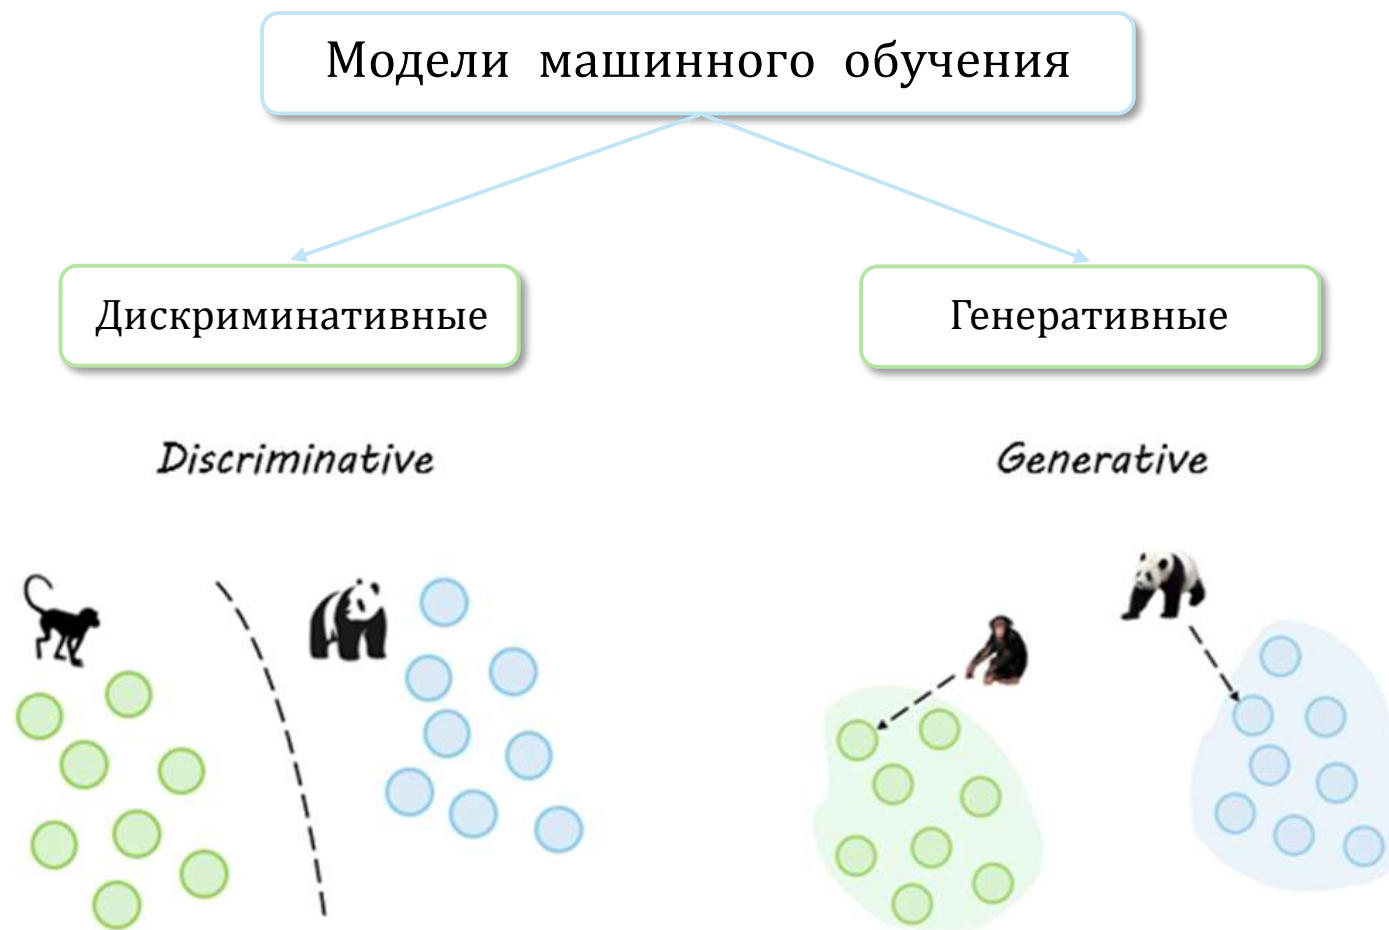 Модели машинного обучения
Дискриминативные
Генеративные
Discriminative
Generative